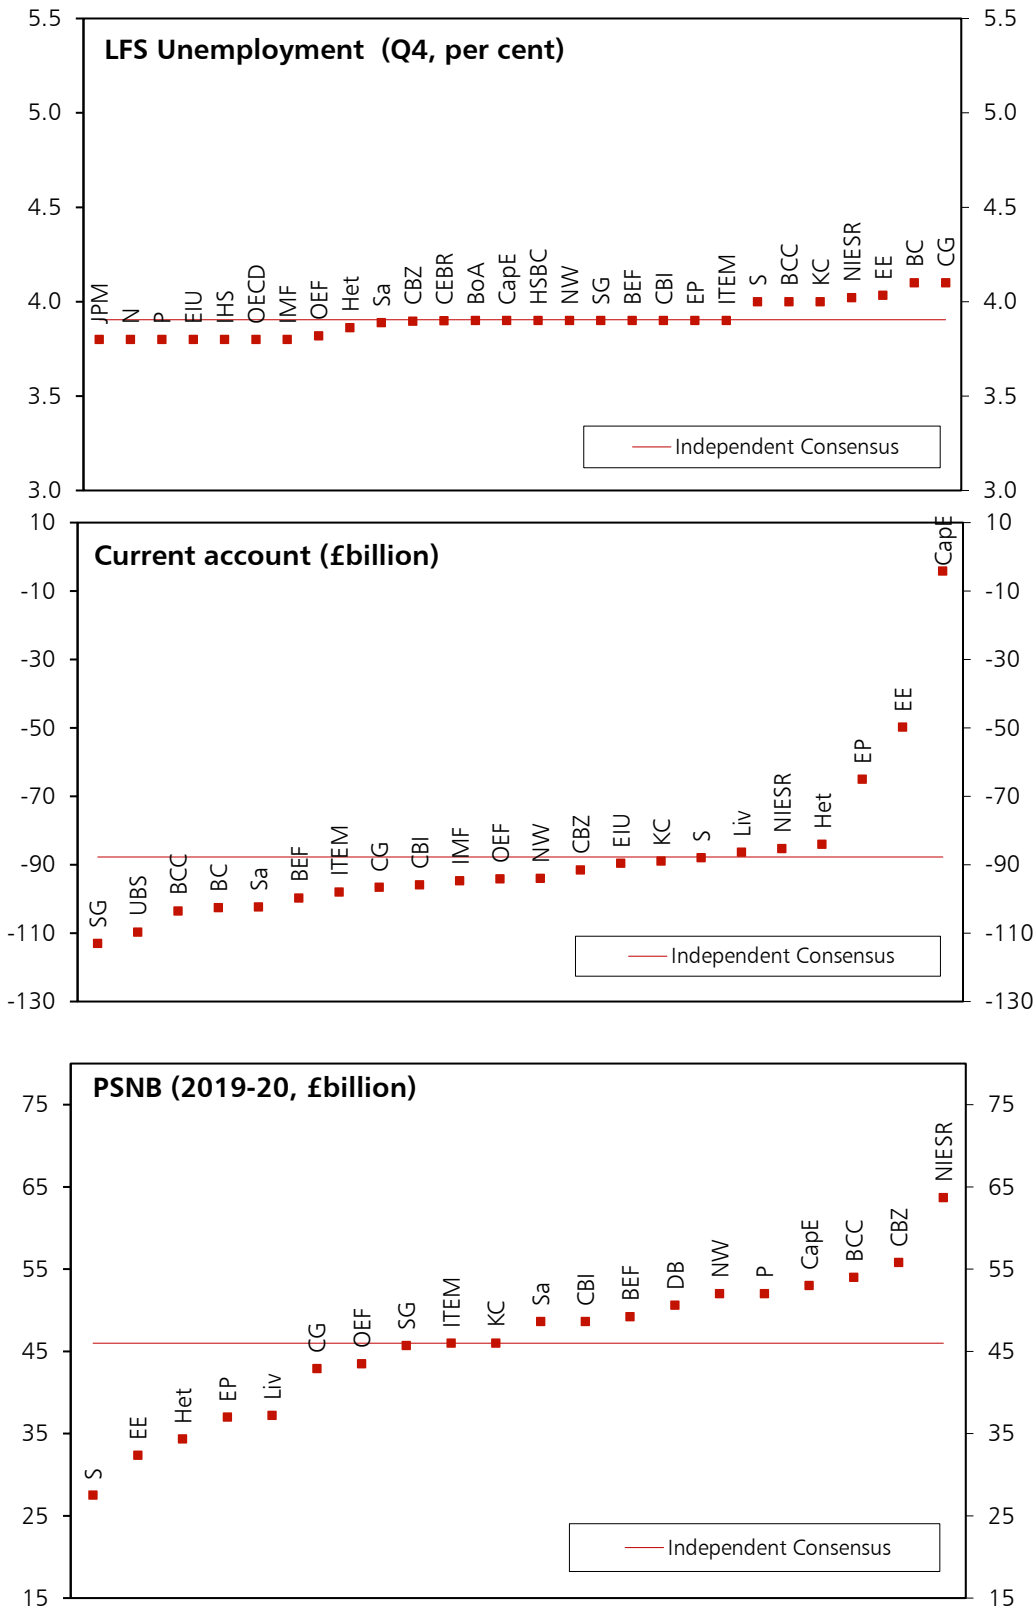 LFS Unemployment (Q4, per cent)
5.5 5.5
5.0 5.0
4.5 4.5
4.0 4.0
3.5 3.5
3.0 3.0
JPM N P EIU IHS OECD IMF OEF Het Sa CBZ CEBR BoA CapE HSBC NW SG BEF CBI EP ITEM S BCC KC NIESR EE BC CG
Independent Consensus
Current account (£billion)
10 10
-10 -10
-30 -30
-50 -50
-70 -70
-90 -90
-110 -110
-130 -130
SG UBS BCC BC Sa BEF ITEM CG CBI IMF OEF NW CBZ EIU KC S Liv NIESR Het EP EE CapE
Independent Consensus
PSNB (2019-20, £billion)
75 75
65 65
55 55
45 45
35 35
25 25
15 15
S EE Het EP Liv CG OEF SG ITEM KC Sa CBI BEF DB NW P CapE BCC CBZ NIESR
Independent Consensus